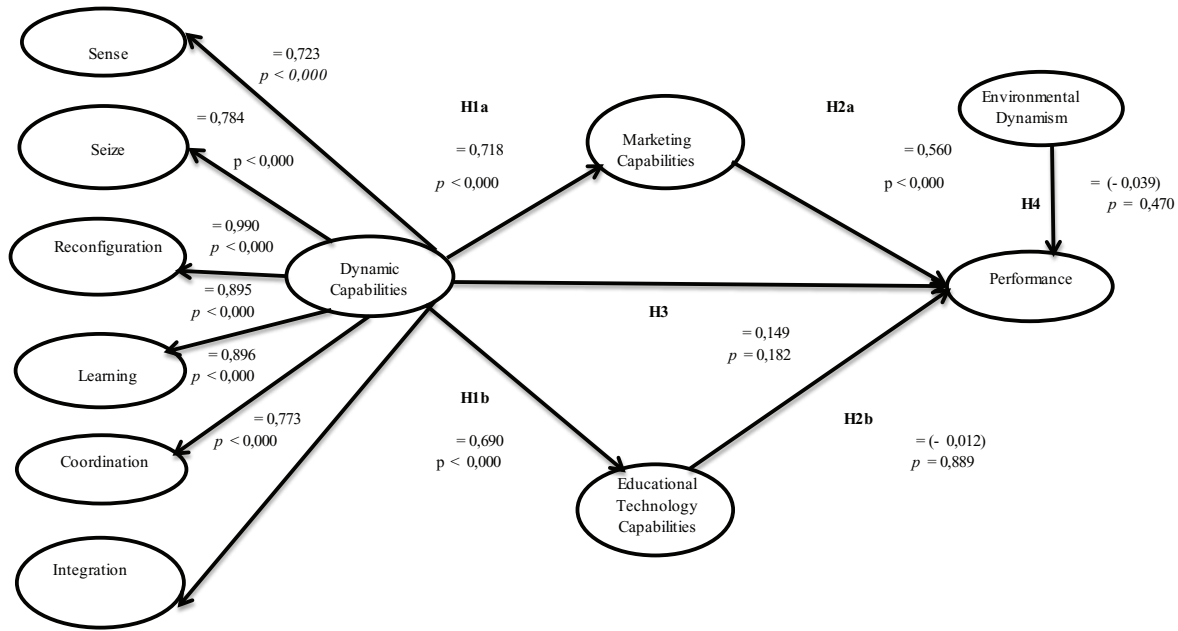 Sense
= 0,723
p < 0,000
Seize
= 0,784
p < 0,000
Reconfiguration
= 0,990
p < 0,000
Learning
= 0,895
p < 0,000
Coordination
= 0,896
p < 0,000
Integration
= 0,773
p < 0,000
Dynamic
Capabilities
H1a
= 0,718
p < 0,000
Marketing
Capabilities
H2a
= 0,560
p < 0,000
Environmental
Dynamism
H4
= (- 0,039)
p = 0,470
Performance
H3
= 0,149
p = 0,182
H1b
= 0,690
p < 0,000
Educational
Technology
Capabilities
H2b
= (- 0,012)
p = 0,889